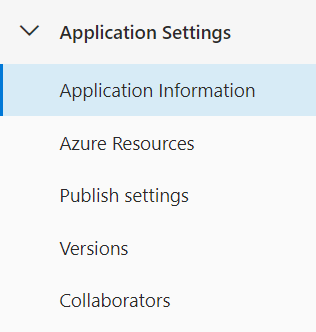 Application Settings
Application Information
Azure Resources
Publish settings
Versions
Collaborators